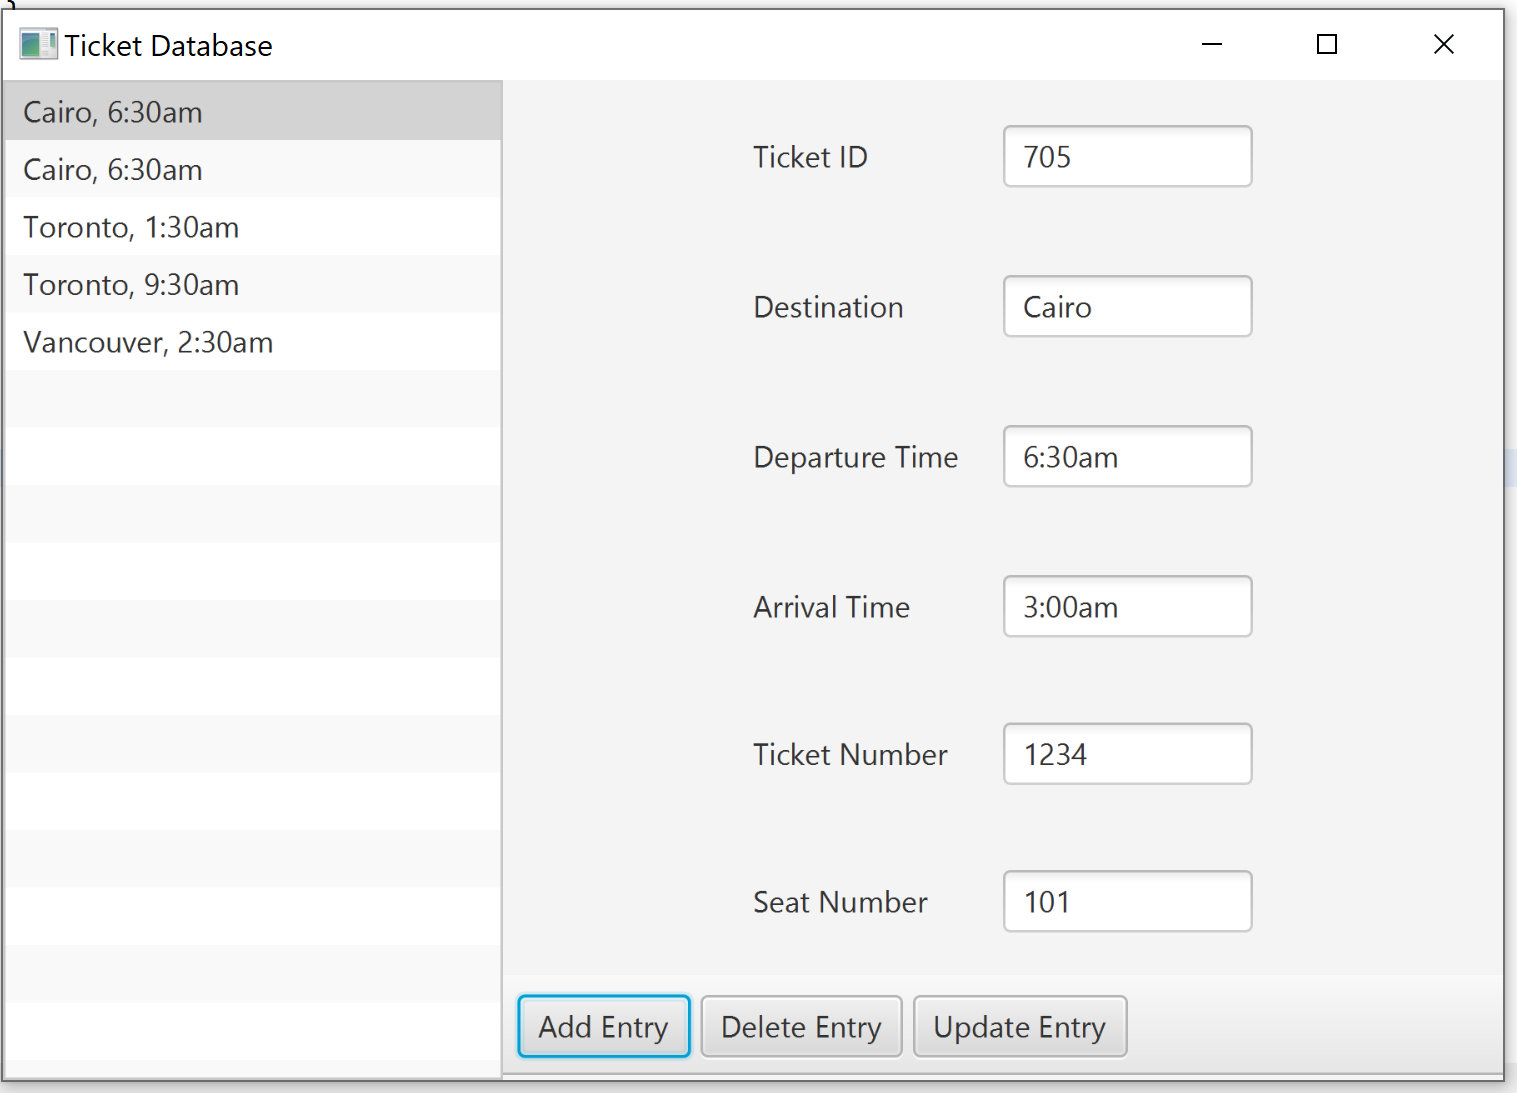 Ticket Database
Cairo, 6:30am
Cairo, 6:30am
Toronto, 1:30am
Toronto, 9:30am
Vancouver, 2:30am
Ticket ID 705
Destination Cairo
Departure Time 6:30am
Arrival Time 3:00am
Ticket Number 1234
Seat Number 101
Add Entry Delete Entry Update Entry